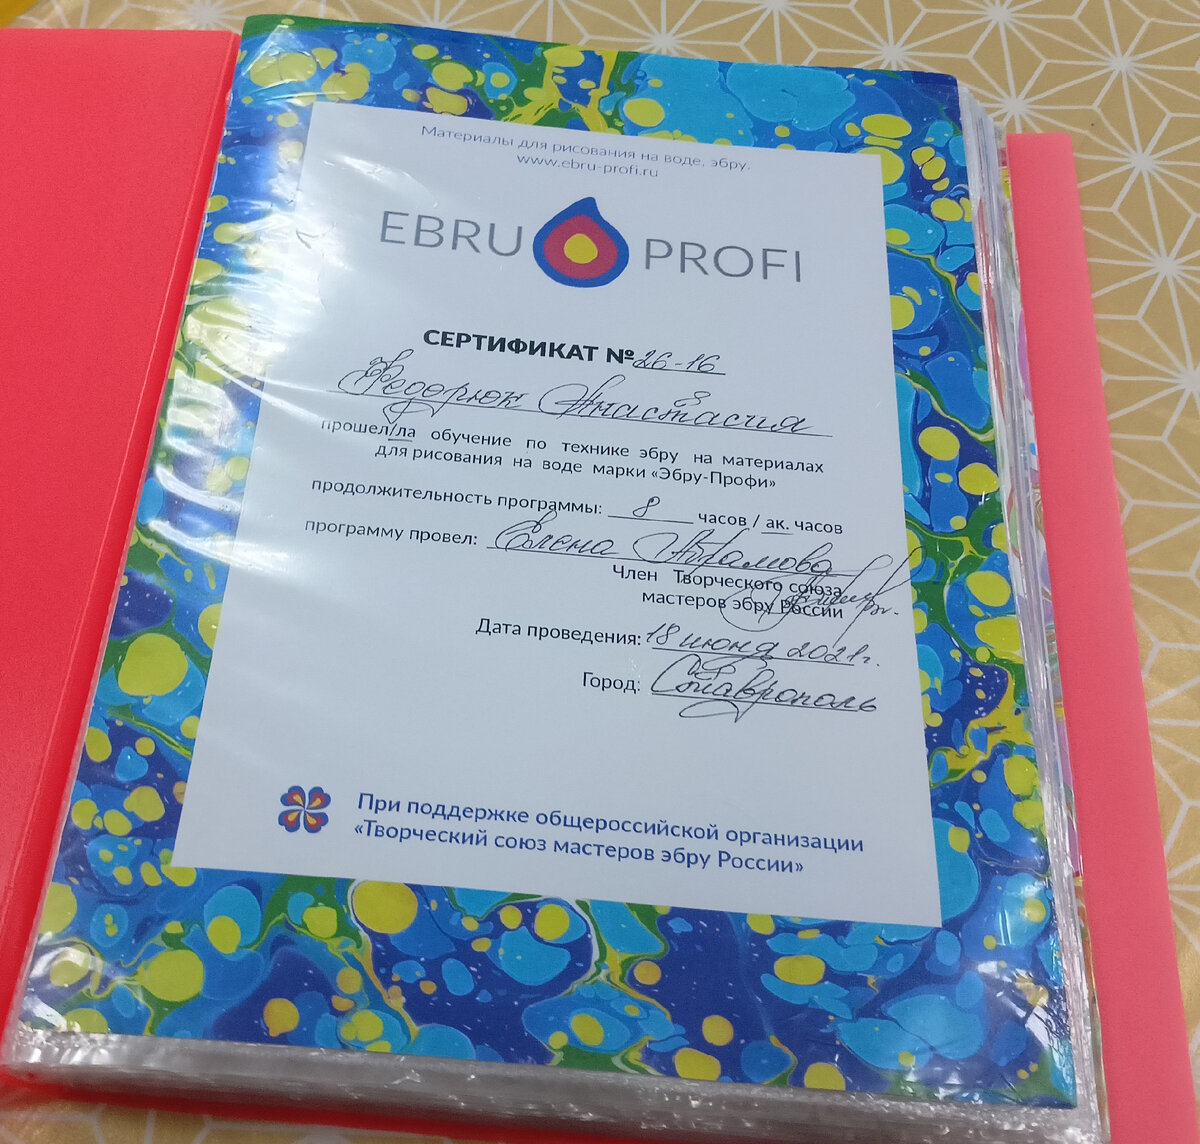 Материалы для рисования на воде, эбру.
www.ebru-profi.ru
EBRU PROFI
СЕРТИФИКАТ № 26-16
Федорюк Анастасия
прошел/ла обучение по технике эбру на материалах
для рисования на воде марки «Эбру-Профи»
продолжительность программы: 8 часов / ак. часов
программу провел: Елена Абрамова
Член Творческого союза
мастеров эбру России
Дата проведения: 18 июня 2021г.
Город: Ставрополь
При поддержке общероссийской организации
«Творческий союз мастеров эбру России»